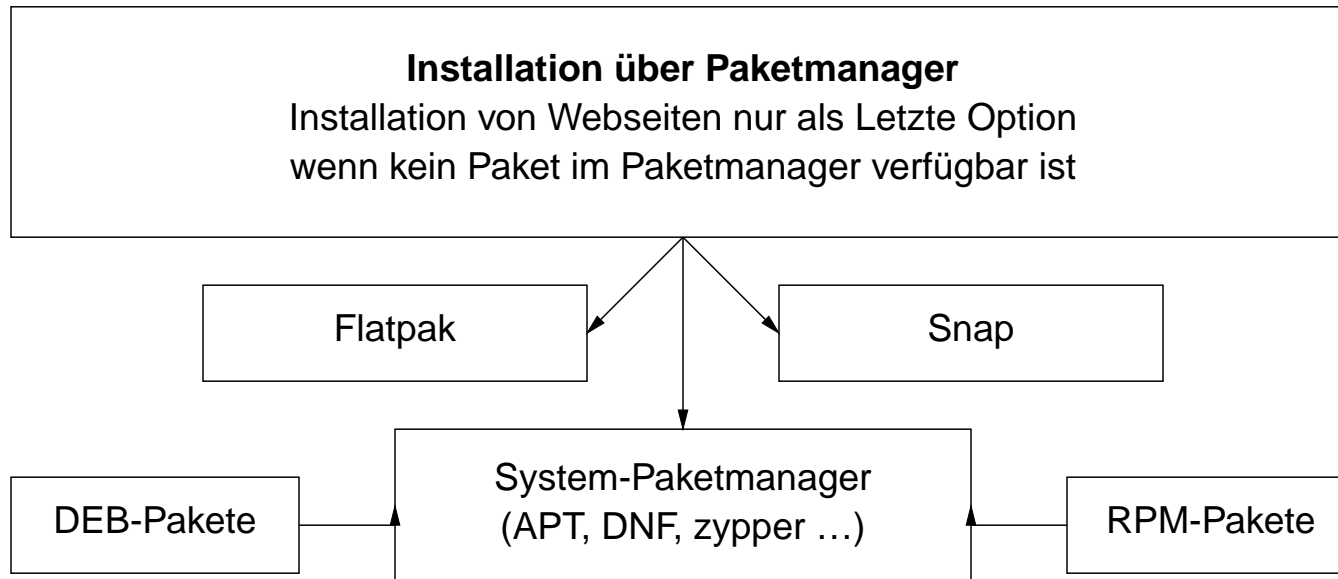 Installation über Paketmanager
Installation von Webseiten nur als Letzte Option
wenn kein Paket im Paketmanager verfügbar ist
Flatpak
Snap
System-Paketmanager
(APT, DNF, zypper …)
DEB-Pakete
RPM-Pakete